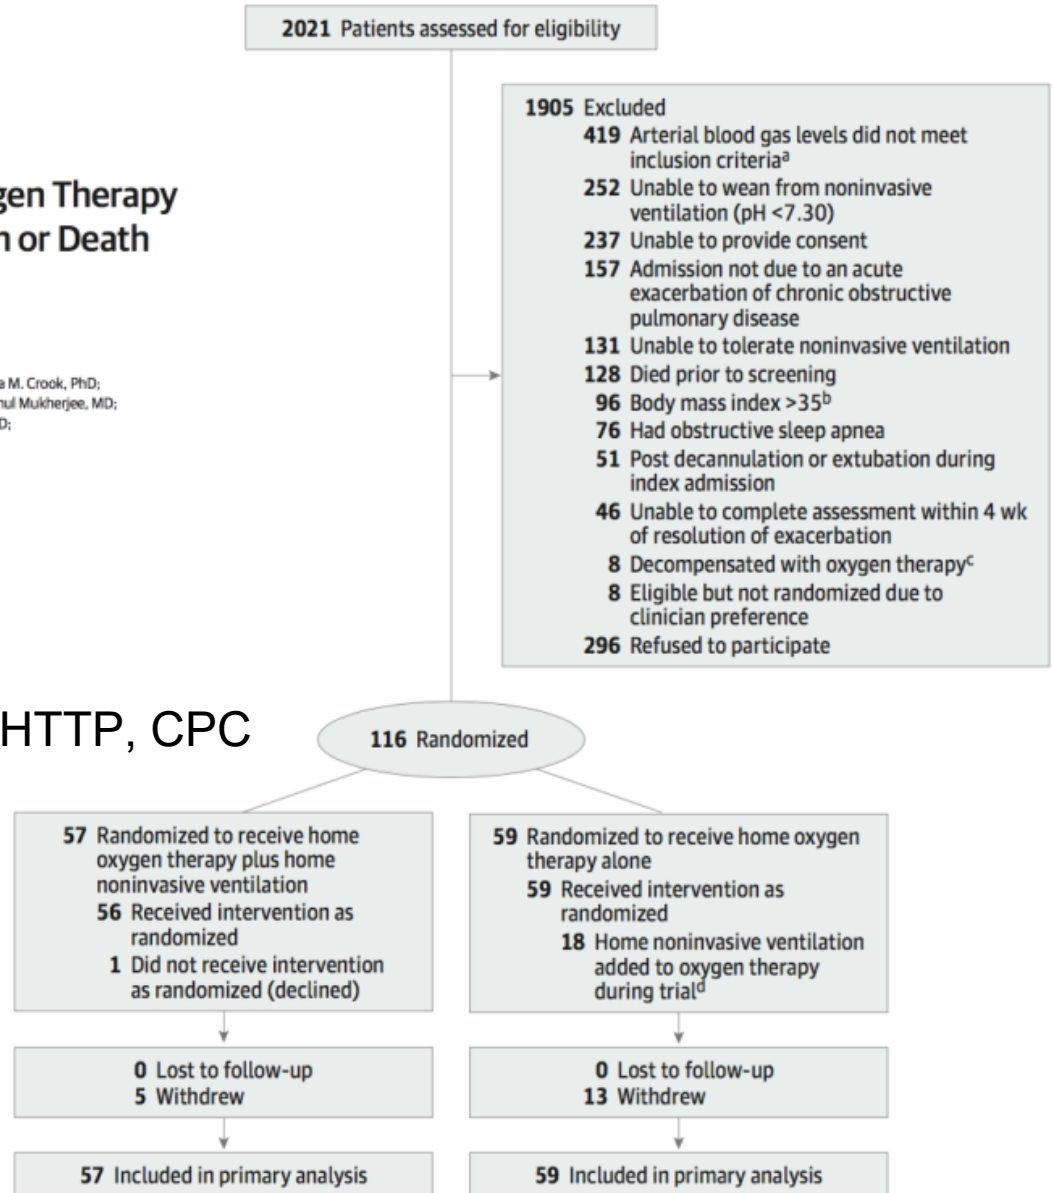 2021 Patients assessed for eligibility
1905 Excluded
419 Arterial blood gas levels did not meet
inclusion criteriaa
252 Unable to wean from noninvasive
ventilation (pH <7.30)
237 Unable to provide consent
157 Admission not due to an acute
exacerbation of chronic obstructive
pulmonary disease
131 Unable to tolerate noninvasive ventilation
128 Died prior to screening
96 Body mass index >35b
76 Had obstructive sleep apnea
51 Post decannulation or extubation during
index admission
46 Unable to complete assessment within 4 wk
of resolution of exacerbation
8 Decompensated with oxygen therapyc
8 Eligible but not randomized due to
clinician preference
296 Refused to participate
gen Therapy
n or Death
a M. Crook, PhD;
hul Mukherjee, MD;
D;
HTTP, CPC
116 Randomized
57 Randomized to receive home
oxygen therapy plus home
noninvasive ventilation
56 Received intervention as
randomized
1 Did not receive intervention
as randomized (declined)
59 Randomized to receive home oxygen
therapy alone
59 Received intervention as
randomized
18 Home noninvasive ventilation
added to oxygen therapy
during triald
0 Lost to follow-up
5 Withdrew
0 Lost to follow-up
13 Withdrew
57 Included in primary analysis
59 Included in primary analysis